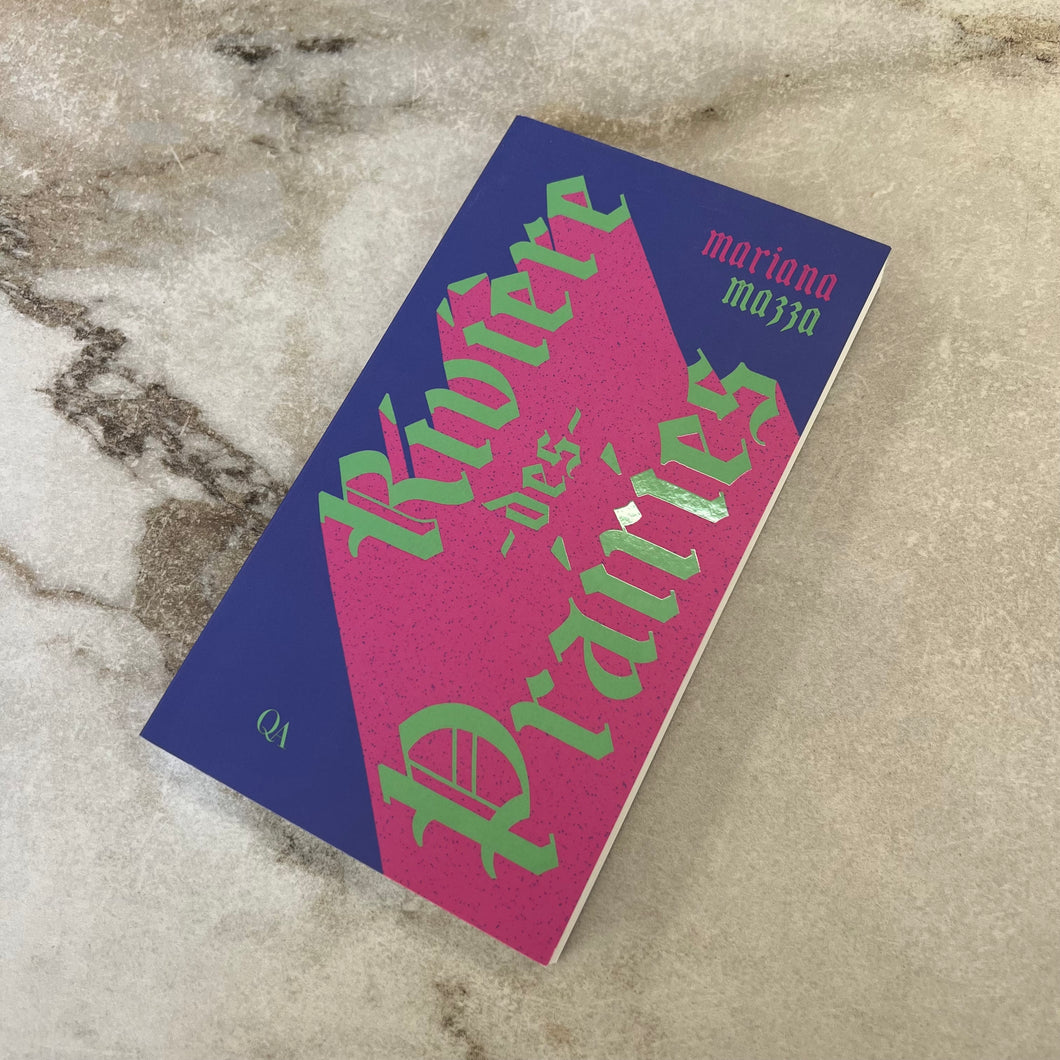 mariana
mazza
Rivière
-des-
Prairies
QA